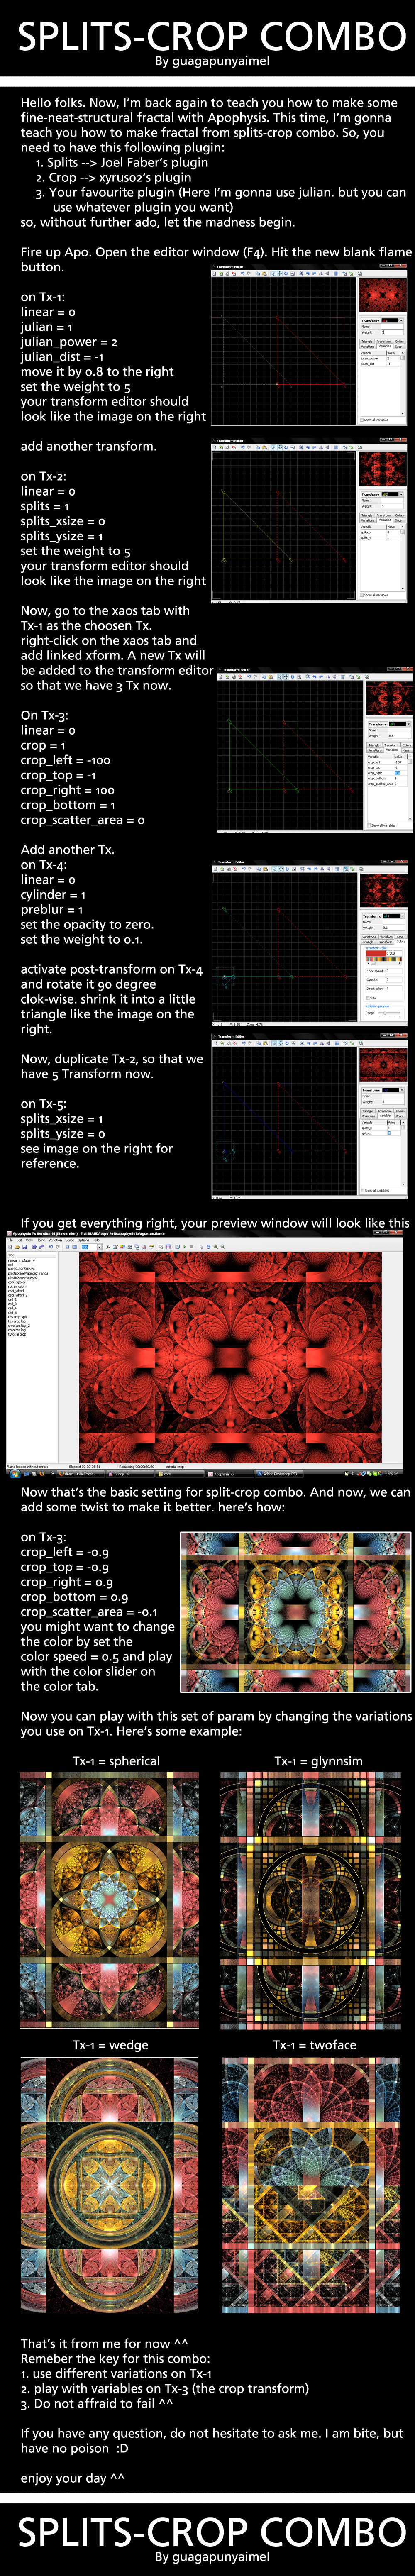 SPLITS-CROP COMBO
By guagapunyaimel
Hello folks. Now, I'm back again to teach you how to make some
fine-neat-structural fractal with Apophysis. This time, I'm gonna
teach you how to make fractal from splits-crop combo. So, you
need to have this following plugin:
1. Splits --> Joel Faber's plugin
2. Crop --> xyrus02's plugin
3. Your favourite plugin (Here I'm gonna use julian. but you can
use whatever plugin you want)
so, without further ado, let the madness begin.
Fire up Apo. Open the editor window (F4). Hit the new blank flame
button.
on Tx-1:
linear = 0
julian = 1
julian_power = 2
julian_dist = -1
move it by 0.8 to the right
set the weight to 5
your transform editor should
look like the image on the right
add another transform.
on Tx-2:
linear = 0
splits = 1
splits_xsize = 0
splits_ysize = 1
set the weight to 5
your transform editor should
look like the image on the right
Now, go to the xaos tab with
Tx-1 as the choosen Tx.
right-click on the xaos tab and
add linked xform. A new Tx will
be added to the transform editor
so that we have 3 Tx now.
On Tx-3:
linear = 0
crop = 1
crop_left = -100
crop_top = -1
crop_right = 100
crop_bottom = 1
crop_scatter_area = 0
Add another Tx.
on Tx-4:
linear = 0
cylinder = 1
preblur = 1
set the opacity to zero.
set the weight to 0.1.
activate post-transform on Tx-4
and rotate it 90 degree
clok-wise. shrink it into a little
triangle like the image on the
right.
Now, duplicate Tx-2, so that we
have 5 Transform now.
on Tx-5:
splits_xsize = 1
splits_ysize = 0
see image on the right for
reference.
If you get everything right, your preview window will look like this
Now that's the basic setting for split-crop combo. And now, we can
add some twist to make it better. here's how:
on Tx-3:
crop_left = -0.9
crop_top = -0.9
crop_right = 0.9
crop_bottom = 0.9
crop_scatter_area = -0.1
you might want to change
the color by set the
color speed = 0.5 and play
with the color slider on
the color tab.
Now you can play with this set of param by changing the variations
you use on Tx-1. Here's some example:
Tx-1 = spherical
Tx-1 = glynnsim
Tx-1 = wedge
Tx-1 = twoface
That's it from me for now ^^
Remeber the key for this combo:
1. use different variations on Tx-1
2. play with variables on Tx-3 (the crop transform)
3. Do not affraid to fail ^^
If you have any question, do not hesitate to ask me. I am bite, but
have no poison :D
enjoy your day ^^
SPLITS-CROP COMBO
By guagapunyaimel